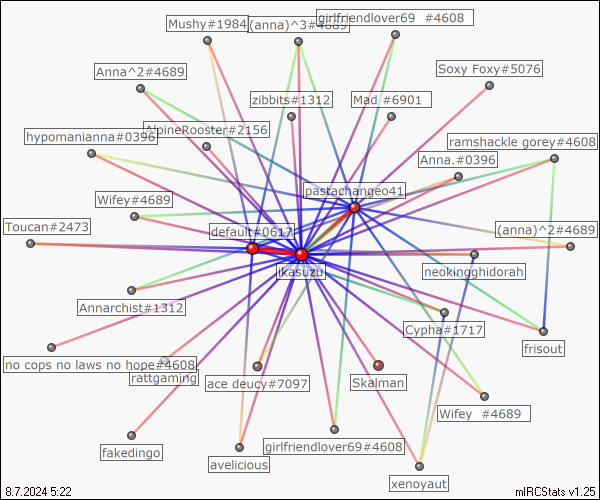 Mushy#1984
(anna)^3#4689
girlfriendlover69  #4608
Anna^2#4689
Soxy Foxy#5076
zibbits#1312
Mad #6901
hypomanianna#0396
AlpineRooster#2156
ramshackle gorey#4608
Anna.#0396
pastachangeo41
Wifey#4689
Toucan#2473
default#0617
(anna)^2#4689
ikasuzu
neokingghidorah
Annarchist#1312
Cypha#1717
frisout
no cops no laws no hope#4608
rattgaming
ace deucy#7097
Skalman
Wifey  #4689
fakedingo
avelicious
girlfriendlover69#4608
xenoyaut
8.7.2024 5:22
mIRCStats v1.25